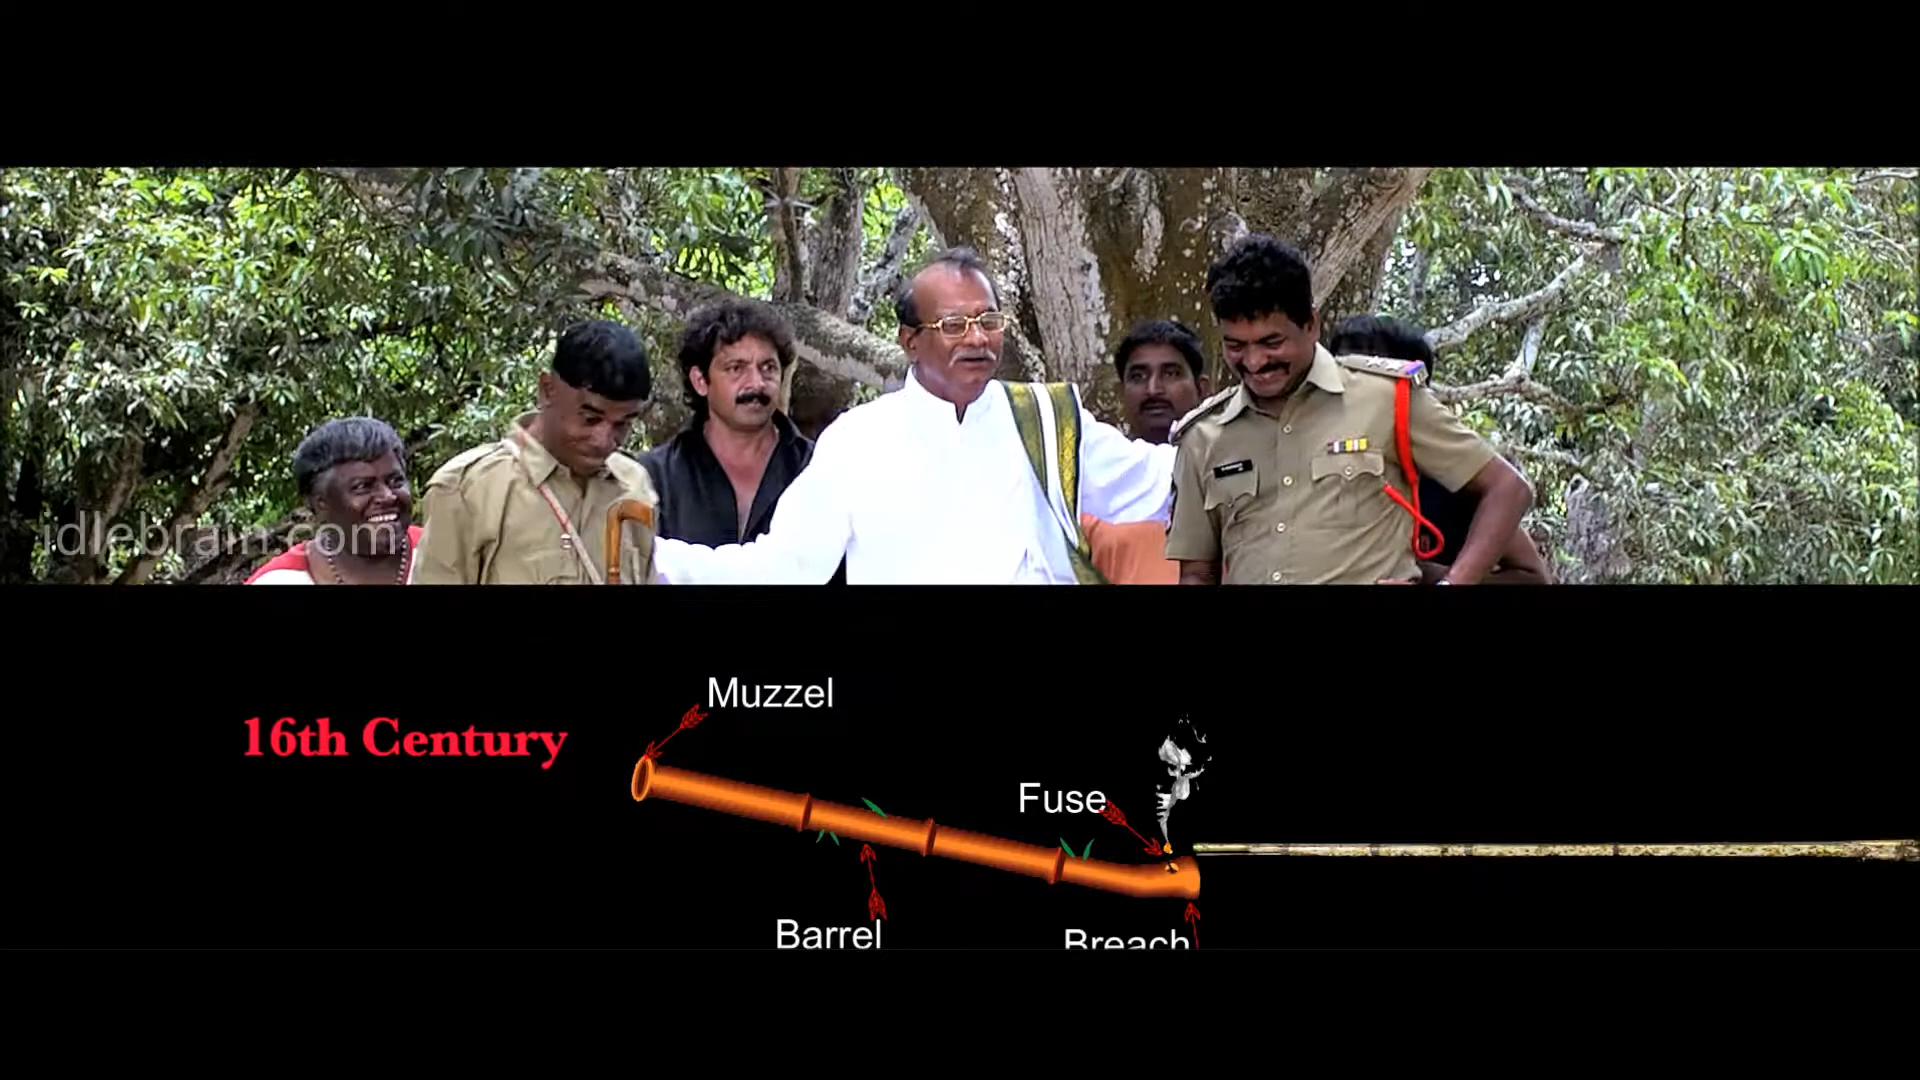 idlebrain.com
Muzzel
16th Century
Fuse
Barrel
Breach